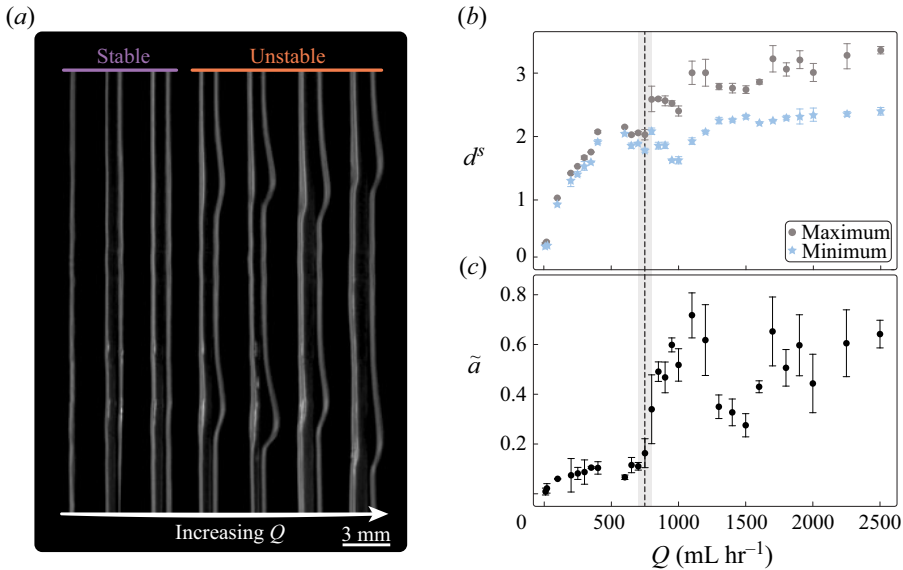 (a)
Stable
Unstable
Increasing Q
3 mm
(b)
3
2
1
0
dˢ
Maximum
Minimum
(c)
0.8
0.6
0.4
0.2
0
ã
500
1000
1500
2000
2500
Q (mL hr⁻¹)